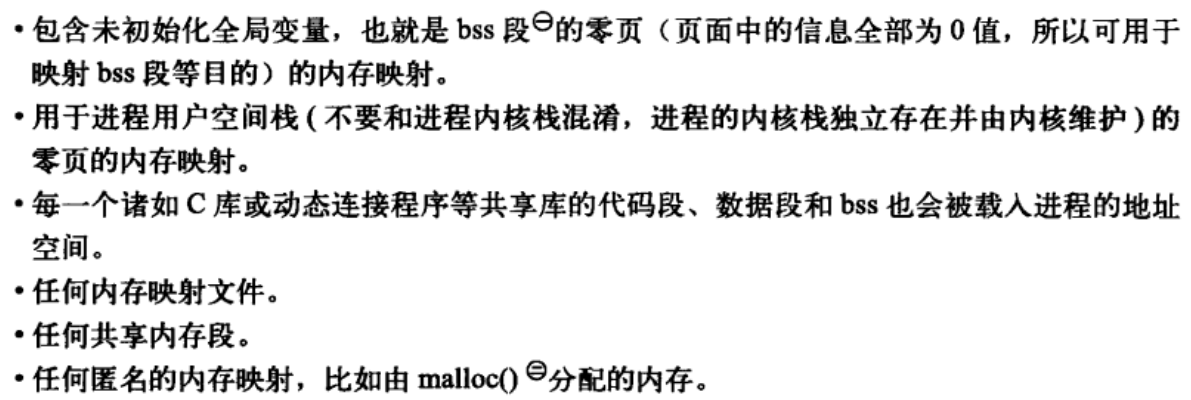 • 包含未初始化全局变量，也就是 bss 段㊀的零页（页面中的信息全部为 0 值，所以可用于
映射 bss 段等目的）的内存映射。
• 用于进程用户空间栈 ( 不要和进程内核栈混淆，进程的内核栈独立存在并由内核维护 ) 的
零页的内存映射。
• 每一个诸如 C 库或动态连接程序等共享库的代码段、数据段和 bss 也会被载入进程的地址
空间。
• 任何内存映射文件。
• 任何共享内存段。
• 任何匿名的内存映射，比如由 malloc() ㊁分配的内存。